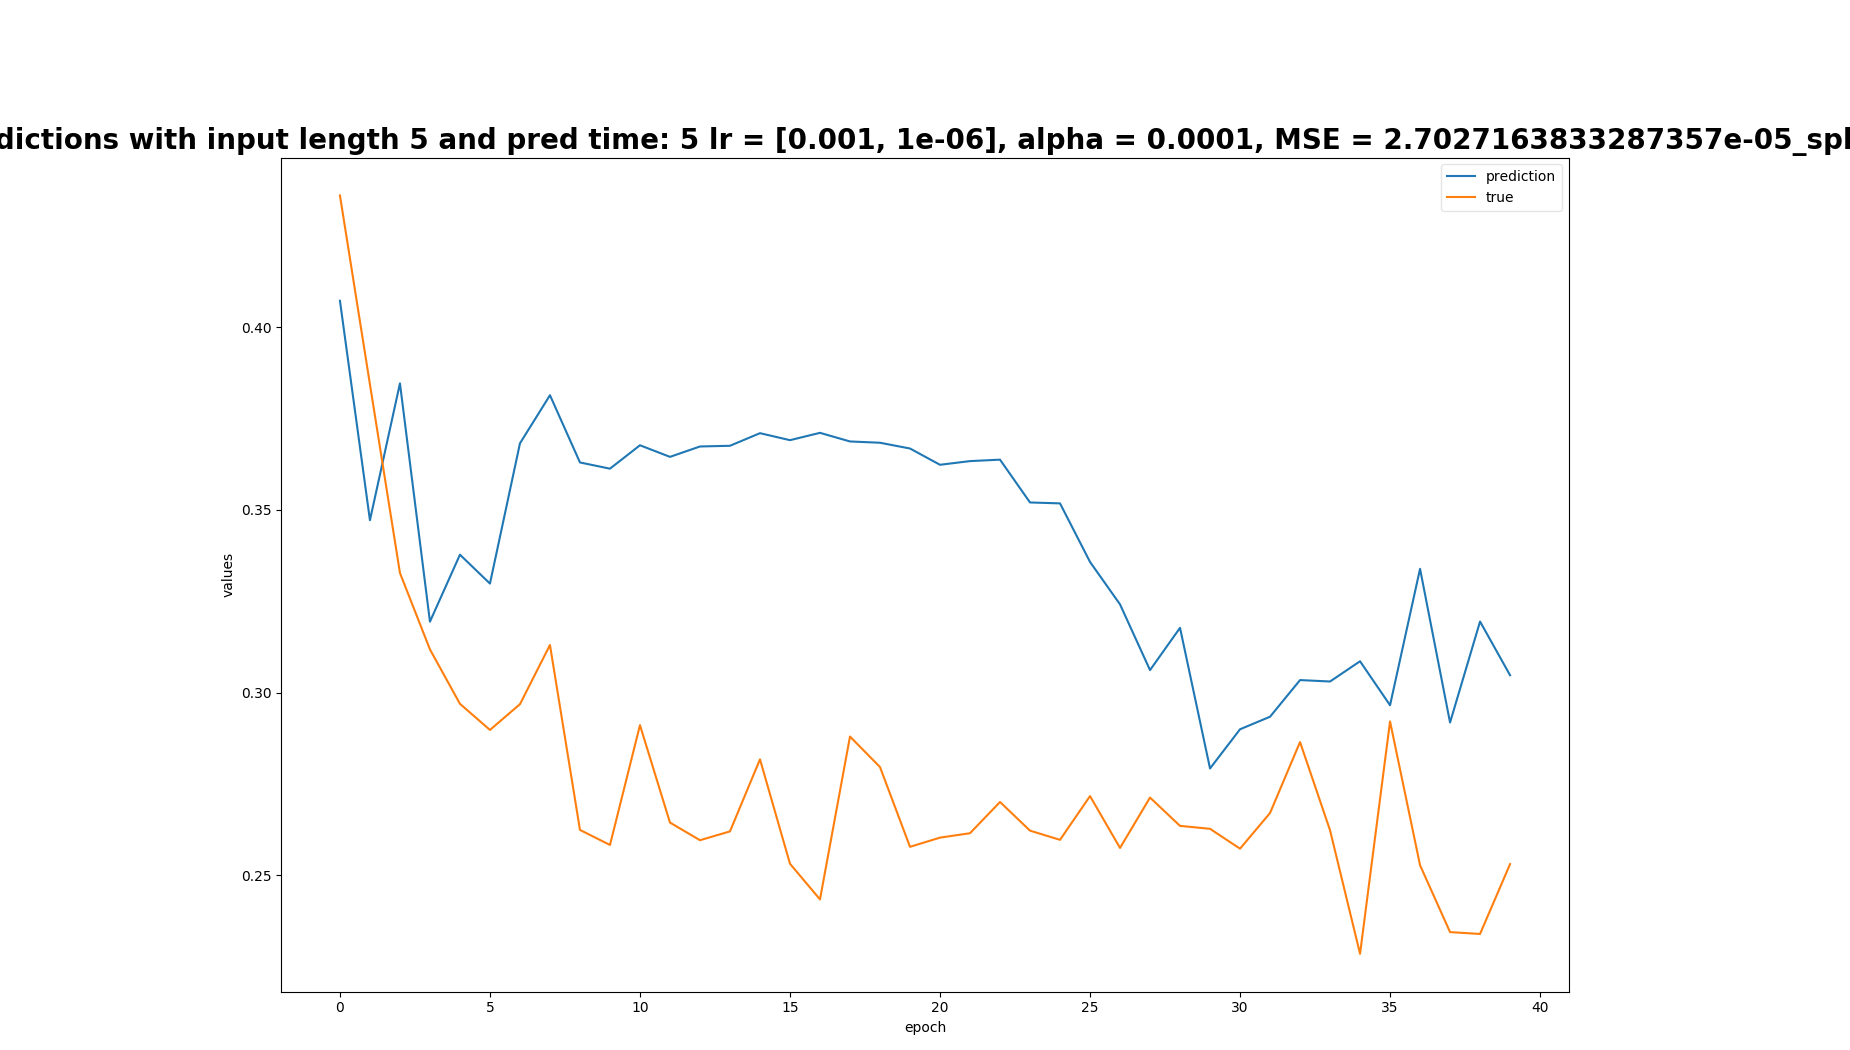 dictions with input length 5 and pred time: 5 lr = [0.001, 1e-06], alpha = 0.0001, MSE = 2.7027163833287357e-05_spl
prediction
true
0.40
0.35
0.30
0.25
values
0 5 10 15 20 25 30 35 40
epoch